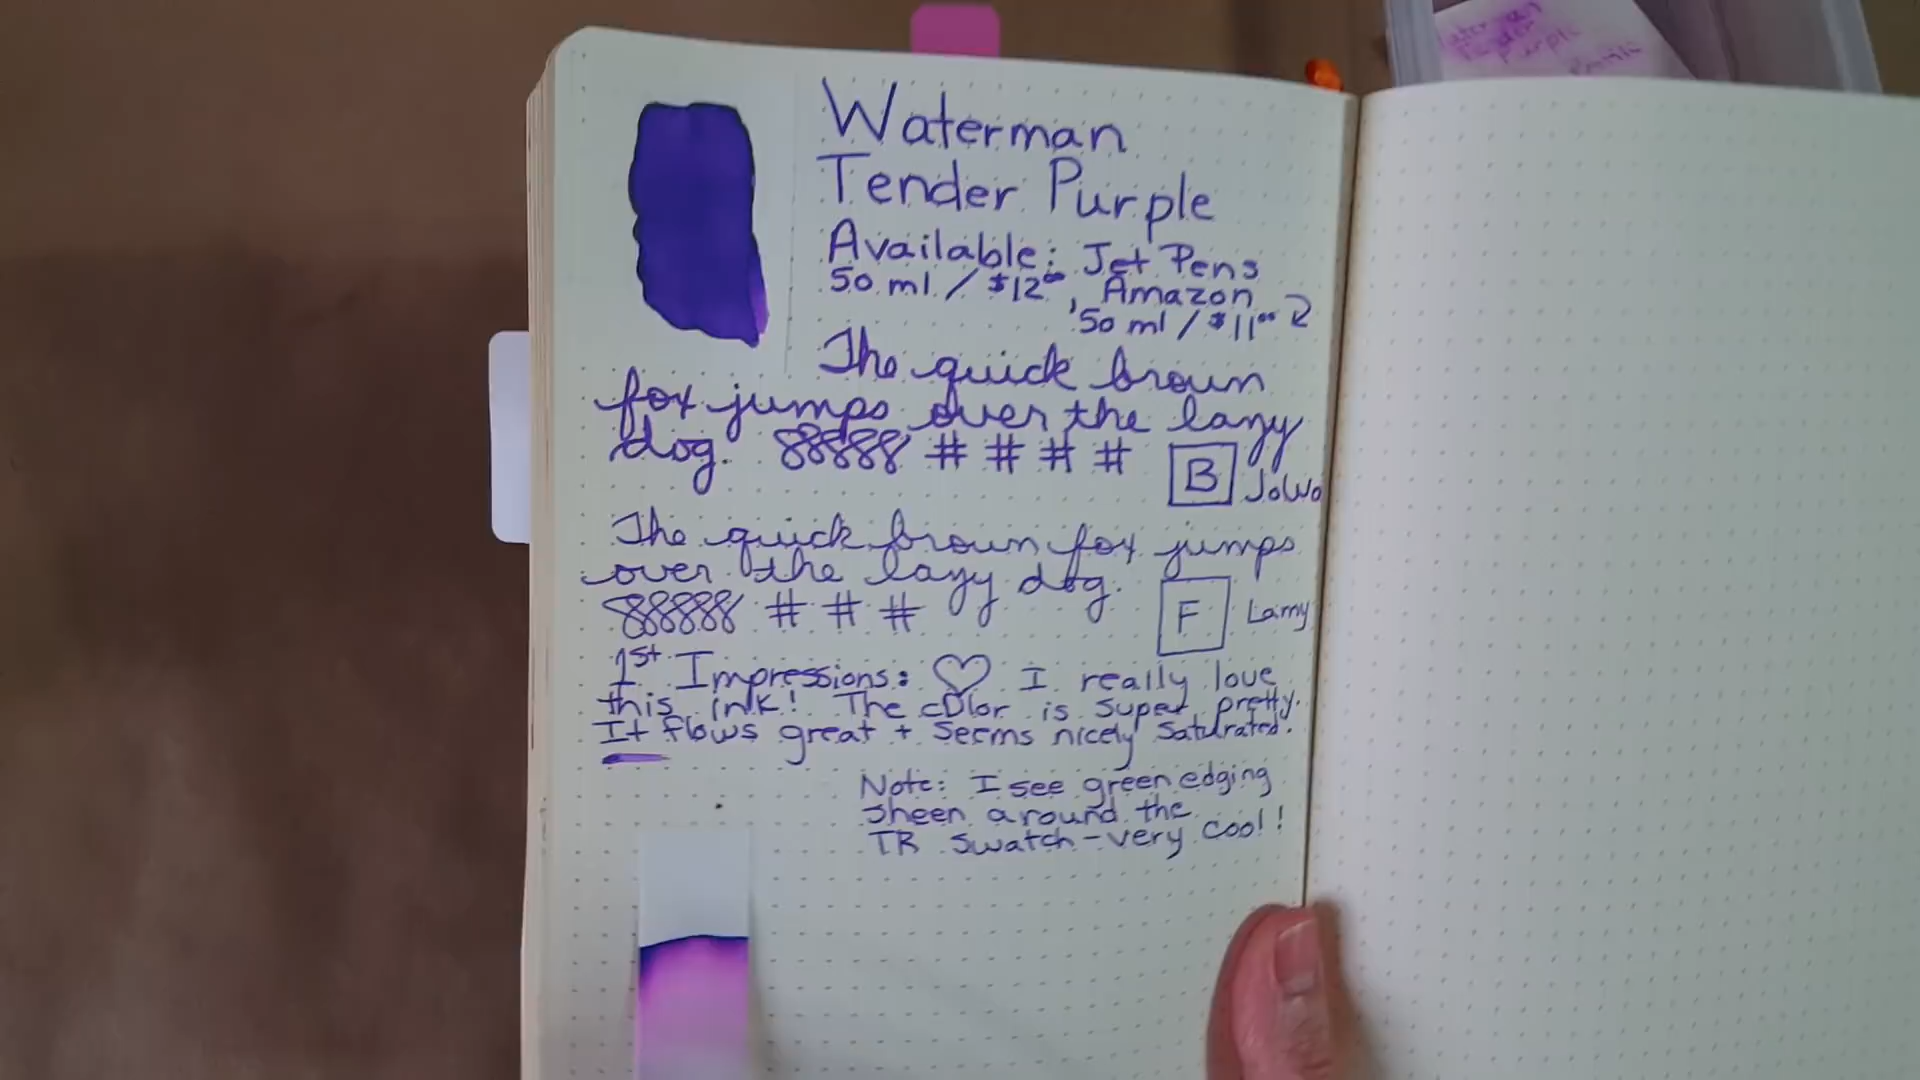 Waterman
Tender Purple
Available: Jet Pens
50 ml / $12⁰⁰, Amazon
50 ml / $11⁰⁰
The quick brown
fox jumps over the lazy
dog. 88888 # # # #
B JoWo
The quick brown fox jumps
over the lazy dog.
888888 # # #
F Lamy
1st Impressions: ♡ I really love
this ink! The color is super pretty.
It flows great + seems nicely saturated.
Note: I see green edging
sheen around the
TR swatch - very cool!
Purple